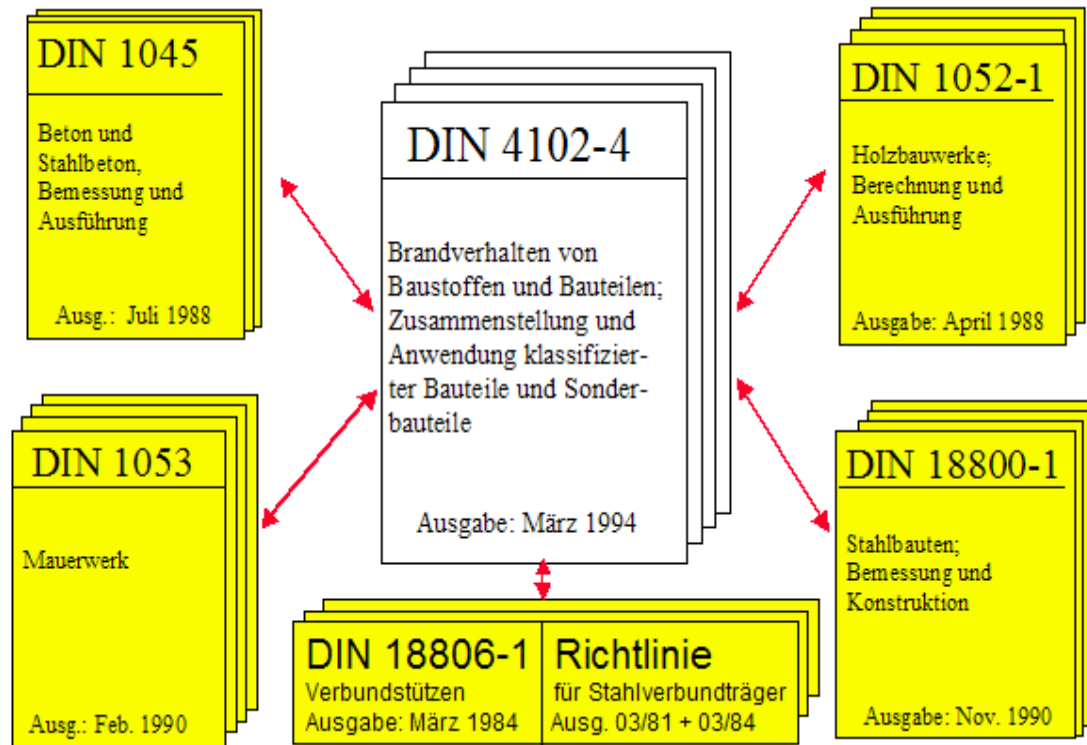 DIN 1045
Beton und
Stahlbeton,
Bemessung und
Ausführung
Ausg.: Juli 1988
DIN 4102-4
Brandverhalten von
Baustoffen und Bauteilen;
Zusammenstellung und
Anwendung klassifizier-
ter Bauteile und Sonder-
bauteile
Ausgabe: März 1994
DIN 1052-1
Holzbauwerke;
Berechnung und
Ausführung
Ausgabe: April 1988
DIN 1053
Mauerwerk
Ausg.: Feb. 1990
DIN 18806-1
Verbundstützen
Ausgabe: März 1984
Richtlinie
für Stahlverbundträger
Ausg. 03/81 + 03/84
DIN 18800-1
Stahlbauten;
Bemessung und
Konstruktion
Ausgabe: Nov. 1990